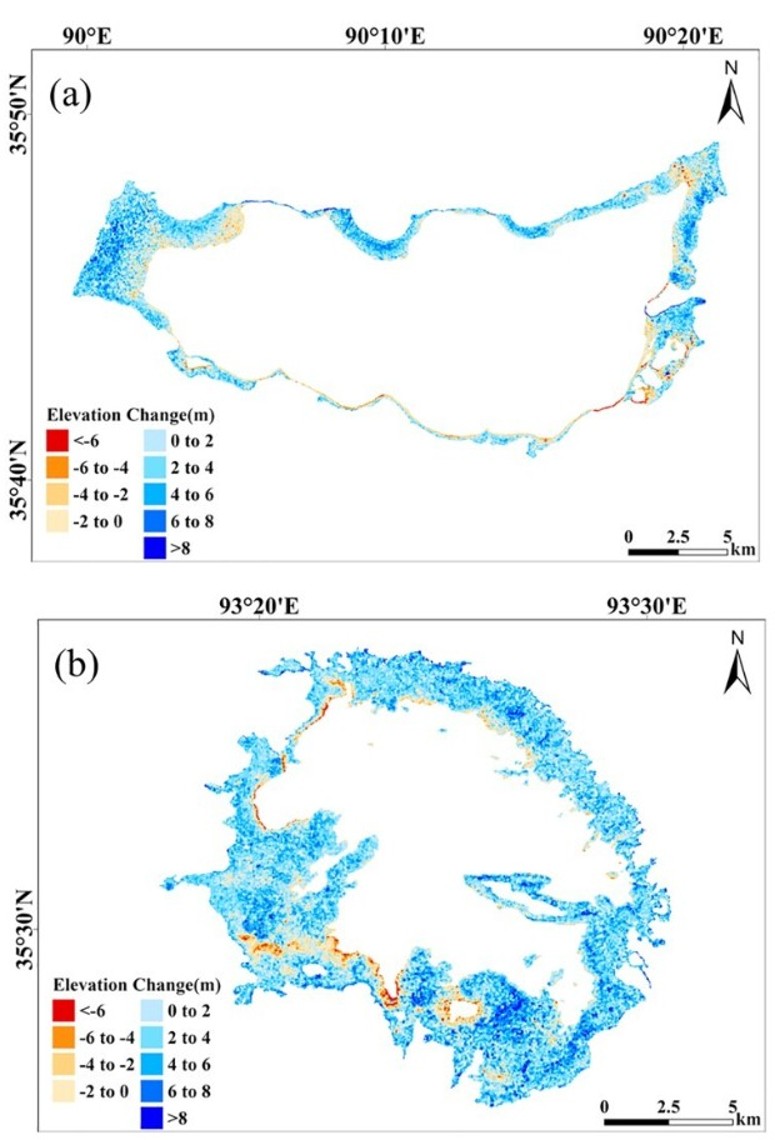 90°E 90°10'E 90°20'E
(a)
N
35°50'N
35°40'N
Elevation Change(m)
<-6 0 to 2
-6 to -4 2 to 4
-4 to -2 4 to 6
-2 to 0 6 to 8
>8
0 2.5 5
km
93°20'E 93°30'E
(b)
N
35°30'N
Elevation Change(m)
<-6 0 to 2
-6 to -4 2 to 4
-4 to -2 4 to 6
-2 to 0 6 to 8
>8
0 2.5 5
km